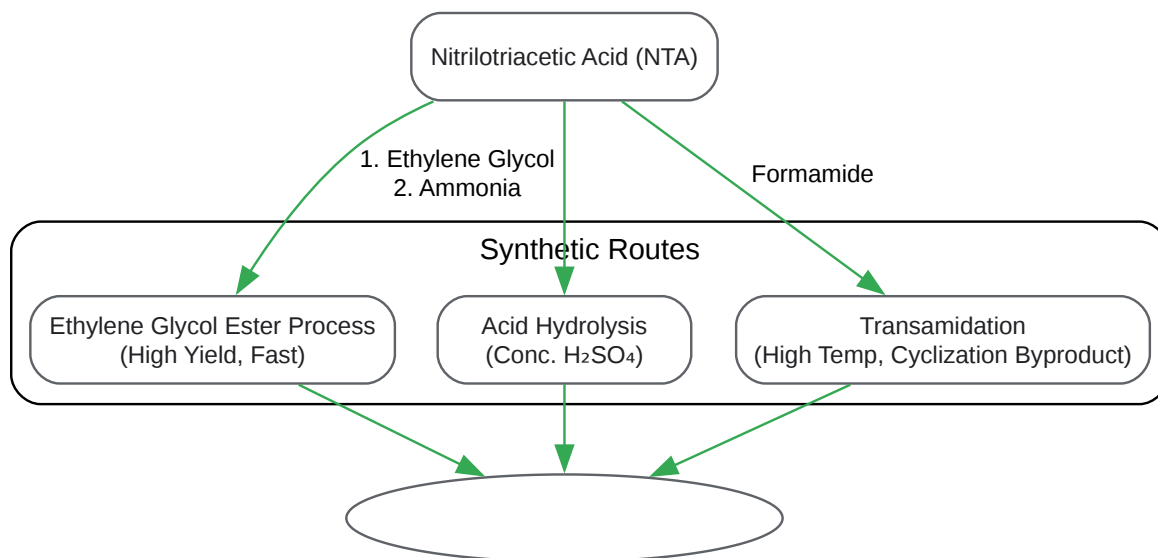 Nitrilotriacetic Acid (NTA)
1. Ethylene Glycol
2. Ammonia
Formamide
Synthetic Routes
Ethylene Glycol Ester Process
(High Yield, Fast)
Acid Hydrolysis
(Conc. H₂SO₄)
Transamidation
(High Temp, Cyclization Byproduct)